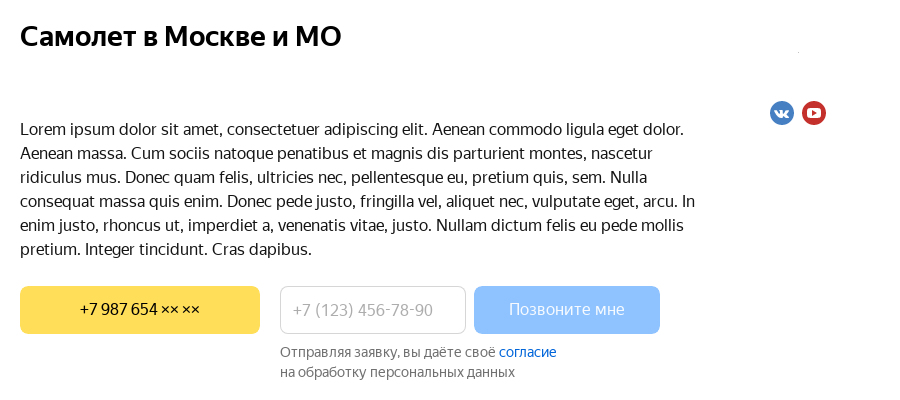 Самолет в Москве и МО
Lorem ipsum dolor sit amet, consectetuer adipiscing elit. Aenean commodo ligula eget dolor.
Aenean massa. Cum sociis natoque penatibus et magnis dis parturient montes, nascetur
ridiculus mus. Donec quam felis, ultricies nec, pellentesque eu, pretium quis, sem. Nulla
consequat massa quis enim. Donec pede justo, fringilla vel, aliquet nec, vulputate eget, arcu. In
enim justo, rhoncus ut, imperdiet a, venenatis vitae, justo. Nullam dictum felis eu pede mollis
pretium. Integer tincidunt. Cras dapibus.
+7 987 654 ×× ××
+7 (123) 456-78-90
Позвоните мне
Отправляя заявку, вы даёте своё согласие
на обработку персональных данных